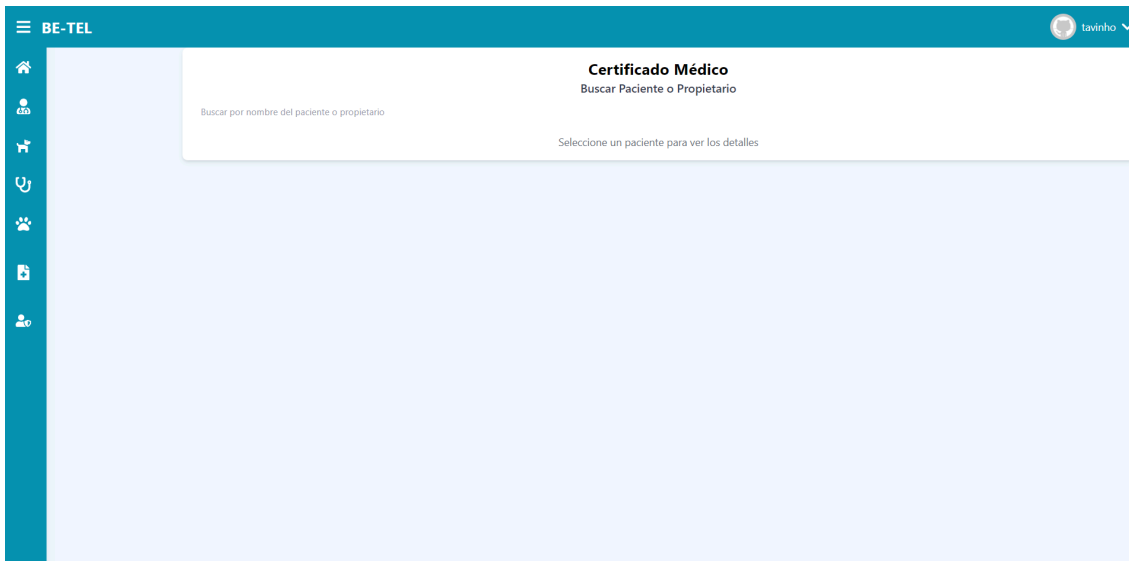 BE-TEL
tavinho
Certificado Médico
Buscar Paciente o Propietario
Buscar por nombre del paciente o propietario
Seleccione un paciente para ver los detalles